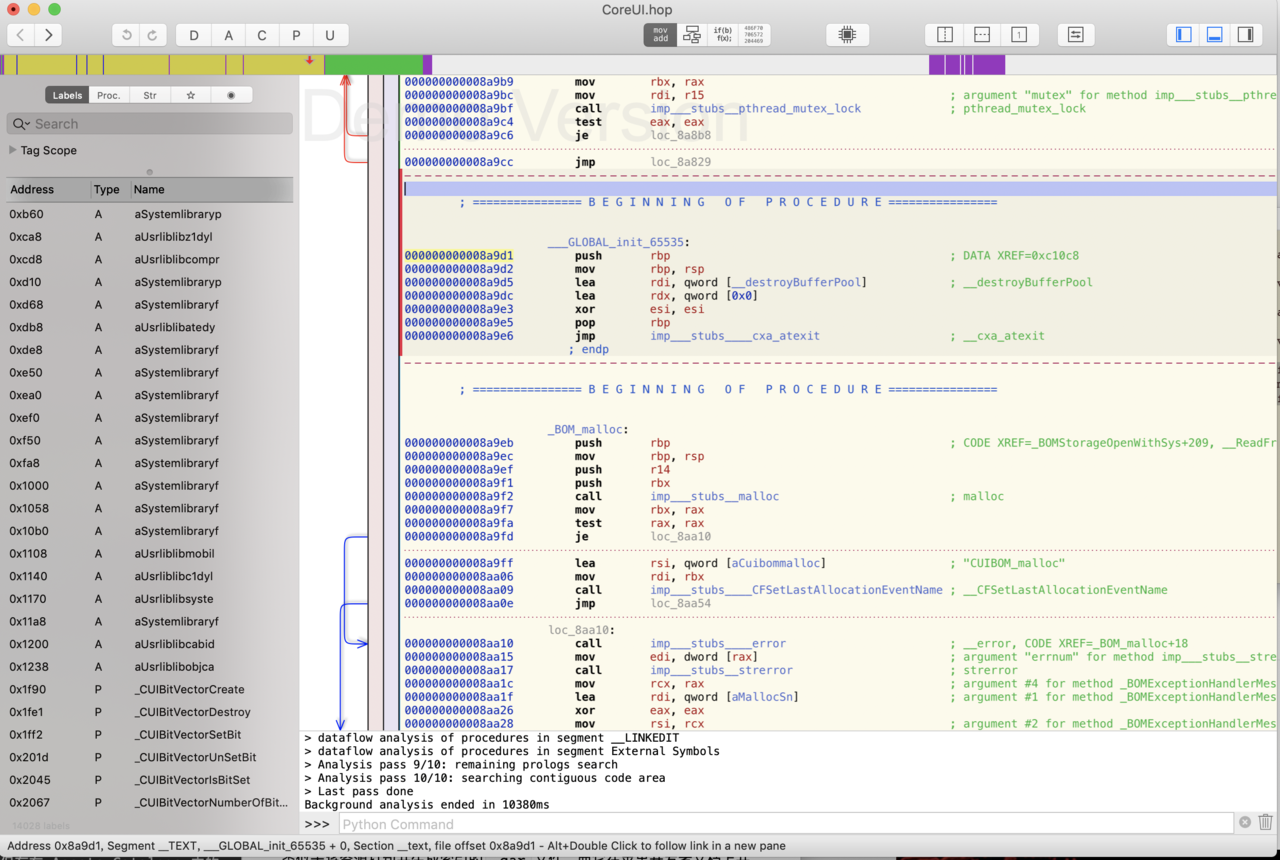 CoreUI.hop
D A C P U
mov
add
if(b)
f(x);
Labels Proc. Str
Search
Tag Scope
Address Type Name
0xb60 A aSystemlibraryp
0xca8 A aUsrliblibz1dyl
0xcd8 A aUsrliblibcompr
0xd10 A aSystemlibraryp
0xd68 A aSystemlibraryf
0xdb8 A aUsrliblibatedy
0xde8 A aSystemlibraryf
0xe50 A aSystemlibraryf
0xea0 A aSystemlibraryf
0xef0 A aSystemlibraryf
0xf50 A aSystemlibraryf
0xfa8 A aSystemlibraryf
0x1000 A aSystemlibraryf
0x1058 A aSystemlibraryf
0x10b0 A aSystemlibraryf
0x1108 A aUsrliblibmobil
0x1140 A aUsrliblibc1dyl
0x1170 A aUsrliblibsyste
0x11a8 A aSystemlibraryf
0x1200 A aUsrliblibcabid
0x1238 A aUsrliblibobjca
0x1f90 P _CUIBitVectorCreate
0x1fe1 P _CUIBitVectorDestroy
0x1ff2 P _CUIBitVectorSetBit
0x201d P _CUIBitVectorUnSetBit
0x2045 P _CUIBitVectorIsBitSet
0x2067 P _CUIBitVectorNumberOfBit...
14028 labels
000000000008a9b9 mov rbx, rax
000000000008a9bc mov rdi, r15 ; argument "mutex" for method imp___stubs__pthre
000000000008a9bf call imp___stubs__pthread_mutex_lock ; pthread_mutex_lock
000000000008a9c4 test eax, eax
000000000008a9c6 je loc_8a8b8
000000000008a9cc jmp loc_8a829
; ================ B E G I N N I N G   O F   P R O C E D U R E ================
___GLOBAL_init_65535:
000000000008a9d1 push rbp ; DATA XREF=0xc10c8
000000000008a9d2 mov rbp, rsp
000000000008a9d5 lea rdi, qword [__destroyBufferPool] ; __destroyBufferPool
000000000008a9dc lea rdx, qword [0x0]
000000000008a9e3 xor esi, esi
000000000008a9e5 pop rbp
000000000008a9e6 jmp imp___stubs____cxa_atexit ; __cxa_atexit
; endp
; ================ B E G I N N I N G   O F   P R O C E D U R E ================
_BOM_malloc:
000000000008a9eb push rbp ; CODE XREF=_BOMStorageOpenWithSys+209, __ReadFr
000000000008a9ec mov rbp, rsp
000000000008a9ef push r14
000000000008a9f1 push rbx
000000000008a9f2 call imp___stubs__malloc ; malloc
000000000008a9f7 mov rbx, rax
000000000008a9fa test rax, rax
000000000008a9fd je loc_8aa10
000000000008a9ff lea rsi, qword [aCuibommalloc] ; "CUIBOM_malloc"
000000000008aa06 mov rdi, rbx
000000000008aa09 call imp___stubs____CFSetLastAllocationEventName ; __CFSetLastAllocationEventName
000000000008aa0e jmp loc_8aa54
loc_8aa10:
000000000008aa10 call imp___stubs____error ; __error, CODE XREF=_BOM_malloc+18
000000000008aa15 mov edi, dword [rax] ; argument "errnum" for method imp___stubs__stre
000000000008aa17 call imp___stubs__strerror ; strerror
000000000008aa1c mov rcx, rax ; argument #4 for method _BOMExceptionHandlerMes
000000000008aa1f lea rdi, qword [aMallocSn] ; argument #1 for method _BOMExceptionHandlerMes
000000000008aa26 xor eax, eax
000000000008aa28 mov rsi, rcx ; argument #2 for method _BOMExceptionHandlerMes
> dataflow analysis of procedures in segment __LINKEDIT
> dataflow analysis of procedures in segment External Symbols
> Analysis pass 9/10: remaining prologs search
> Analysis pass 10/10: searching contiguous code area
> Last pass done
Background analysis ended in 10380ms
>>> Python Command
Address 0x8a9d1, Segment __TEXT, ___GLOBAL_init_65535 + 0, Section __text, file offset 0x8a9d1 - Alt+Double Click to follow link in a new pane